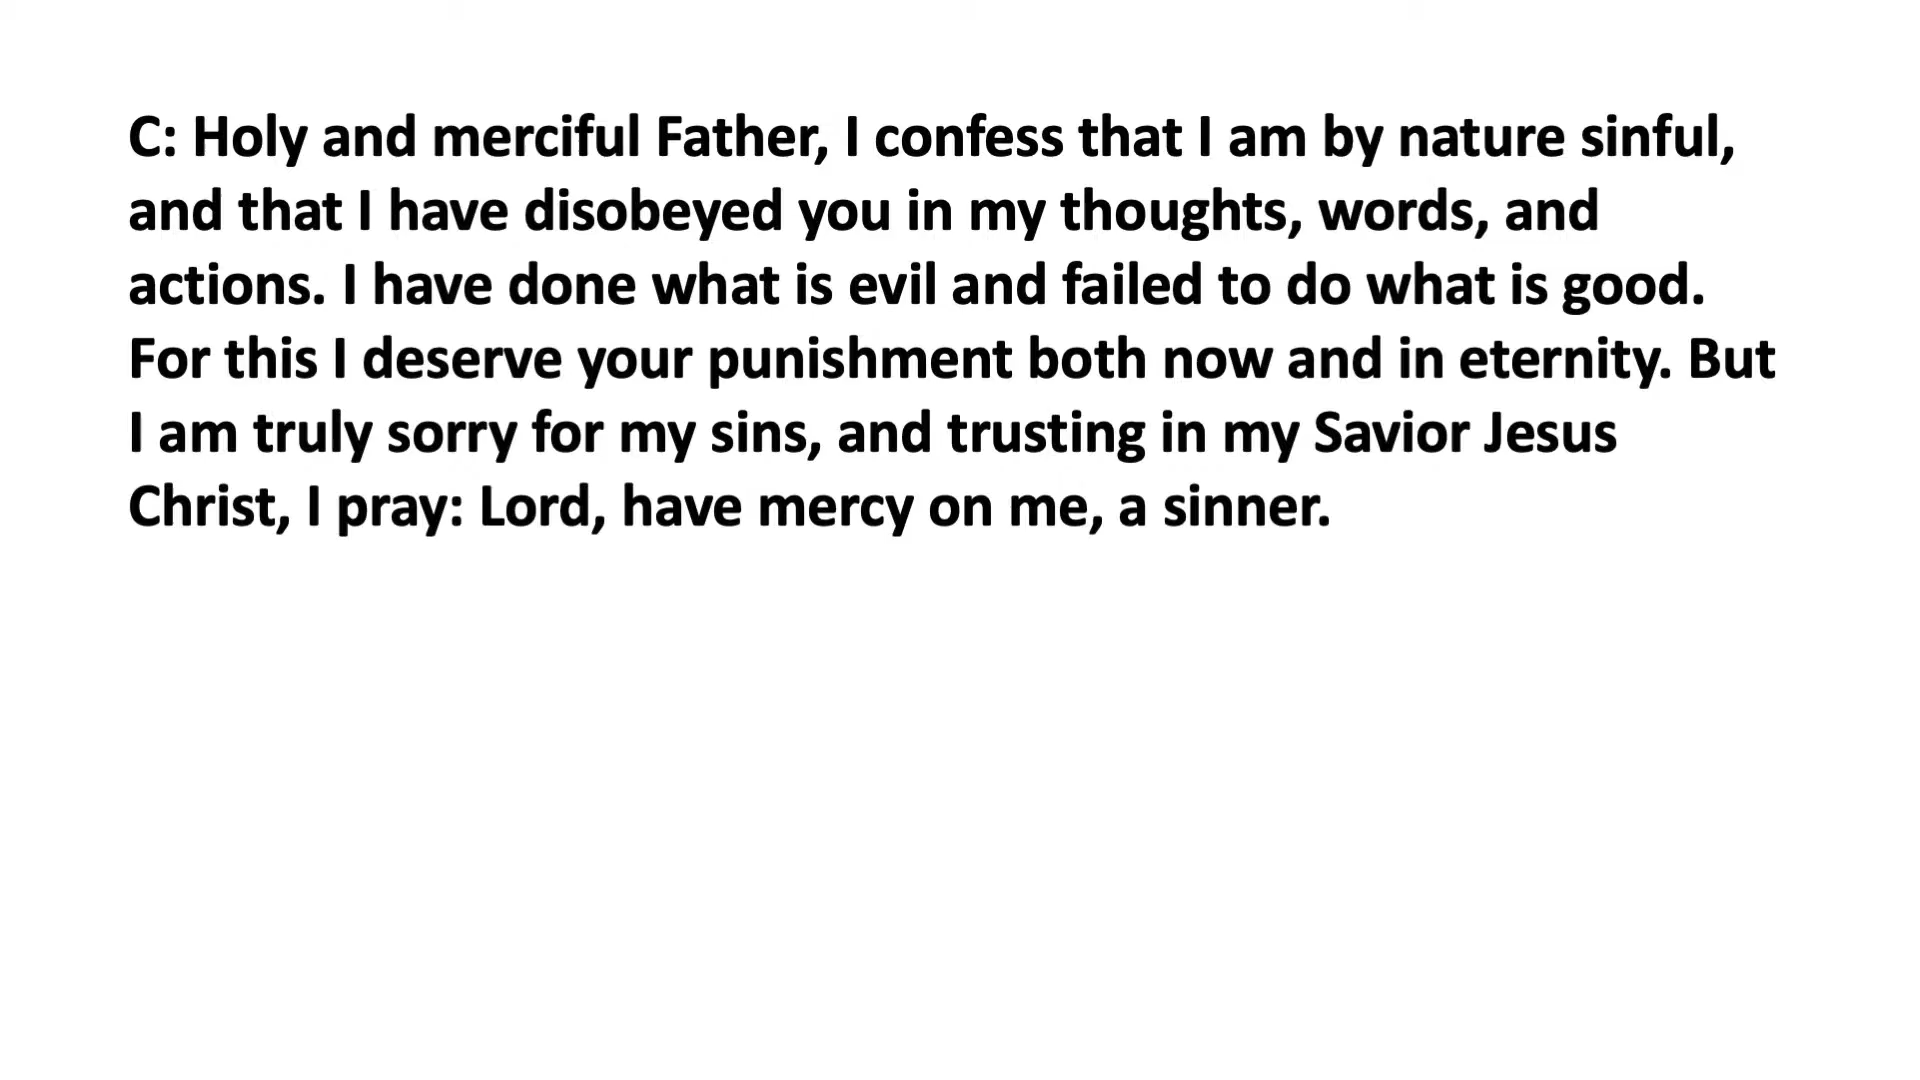 C: Holy and merciful Father, I confess that I am by nature sinful,
and that I have disobeyed you in my thoughts, words, and
actions. I have done what is evil and failed to do what is good.
For this I deserve your punishment both now and in eternity. But
I am truly sorry for my sins, and trusting in my Savior Jesus
Christ, I pray: Lord, have mercy on me, a sinner.